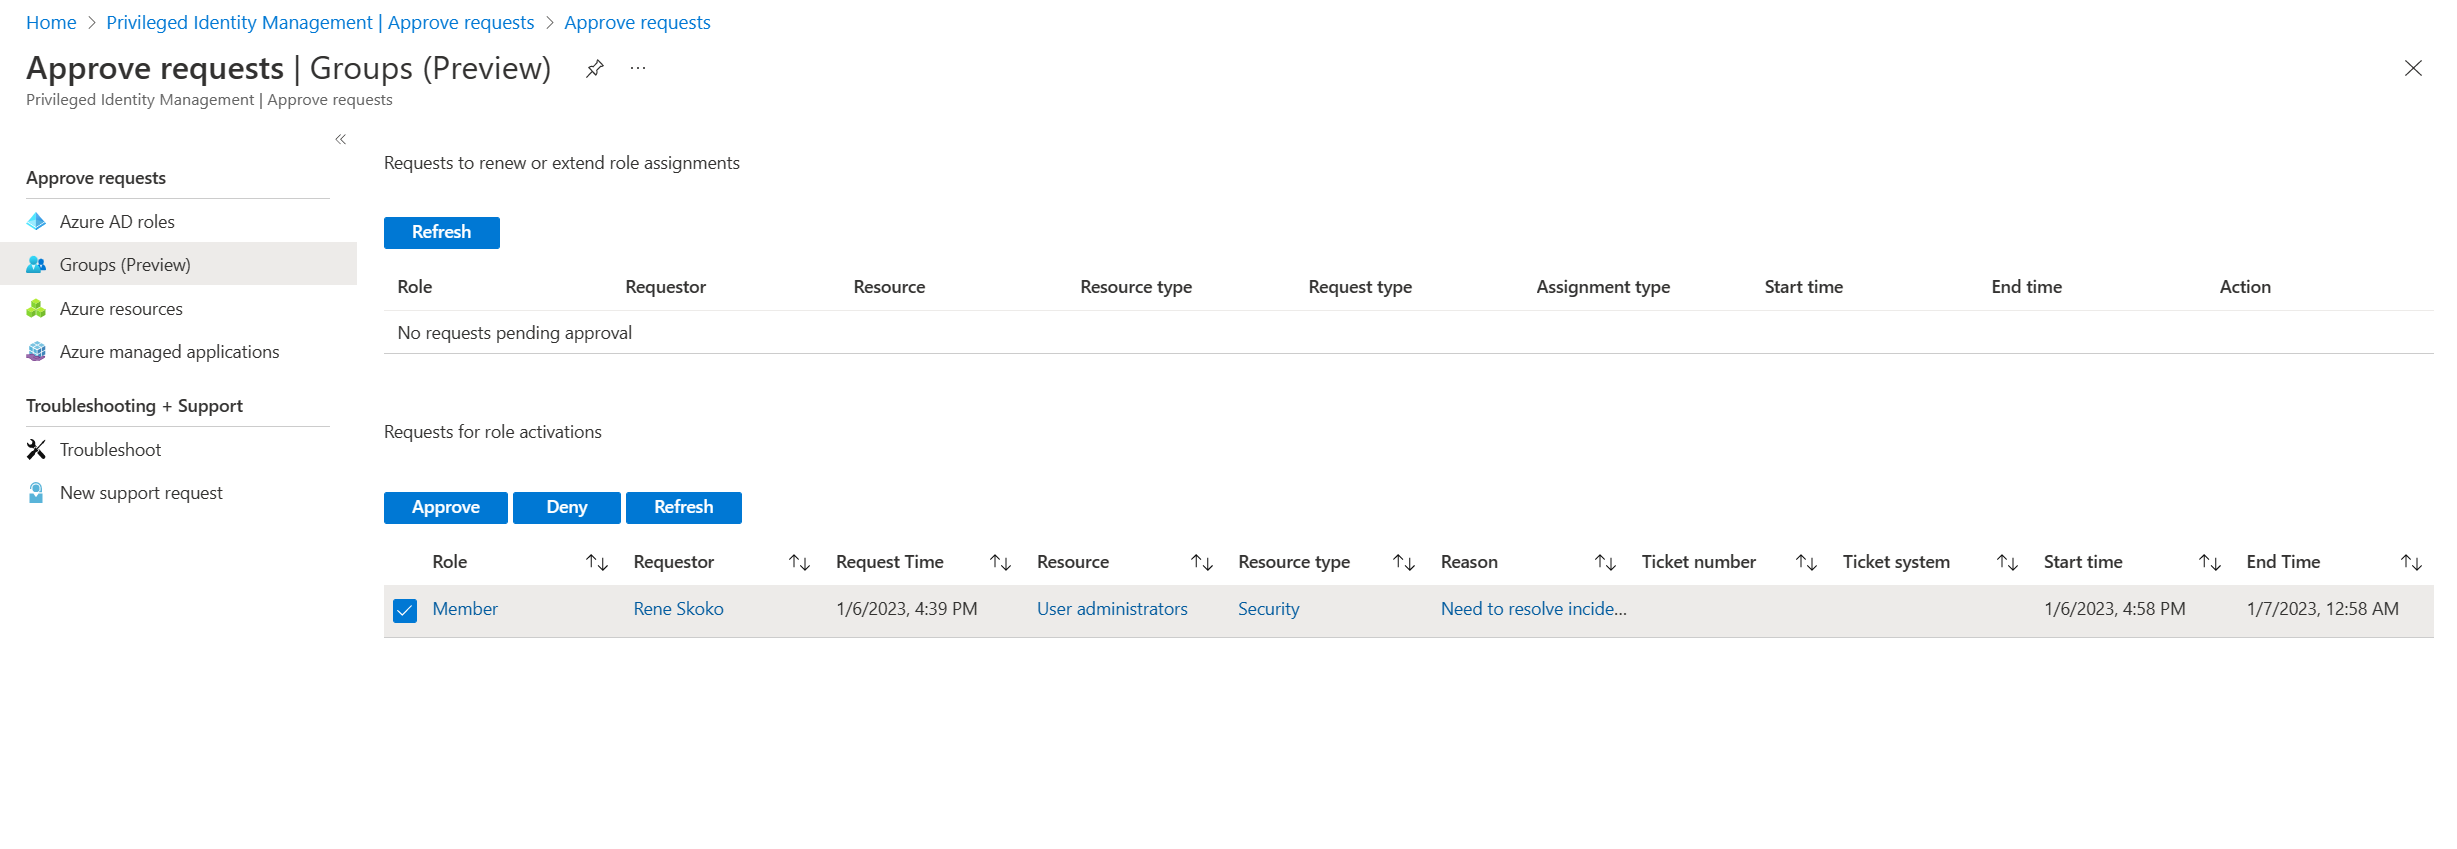 Home > Privileged Identity Management | Approve requests > Approve requests
Approve requests | Groups (Preview) ...
Privileged Identity Management | Approve requests
«
Approve requests
Azure AD roles
Groups (Preview)
Azure resources
Azure managed applications
Troubleshooting + Support
Troubleshoot
New support request
Requests to renew or extend role assignments
Refresh
Role Requestor Resource Resource type Request type Assignment type Start time End time Action
No requests pending approval
Requests for role activations
Approve Deny Refresh
Role Requestor Request Time Resource Resource type Reason Ticket number Ticket system Start time End Time
Member Rene Skoko 1/6/2023, 4:39 PM User administrators Security Need to resolve incide... 1/6/2023, 4:58 PM 1/7/2023, 12:58 AM